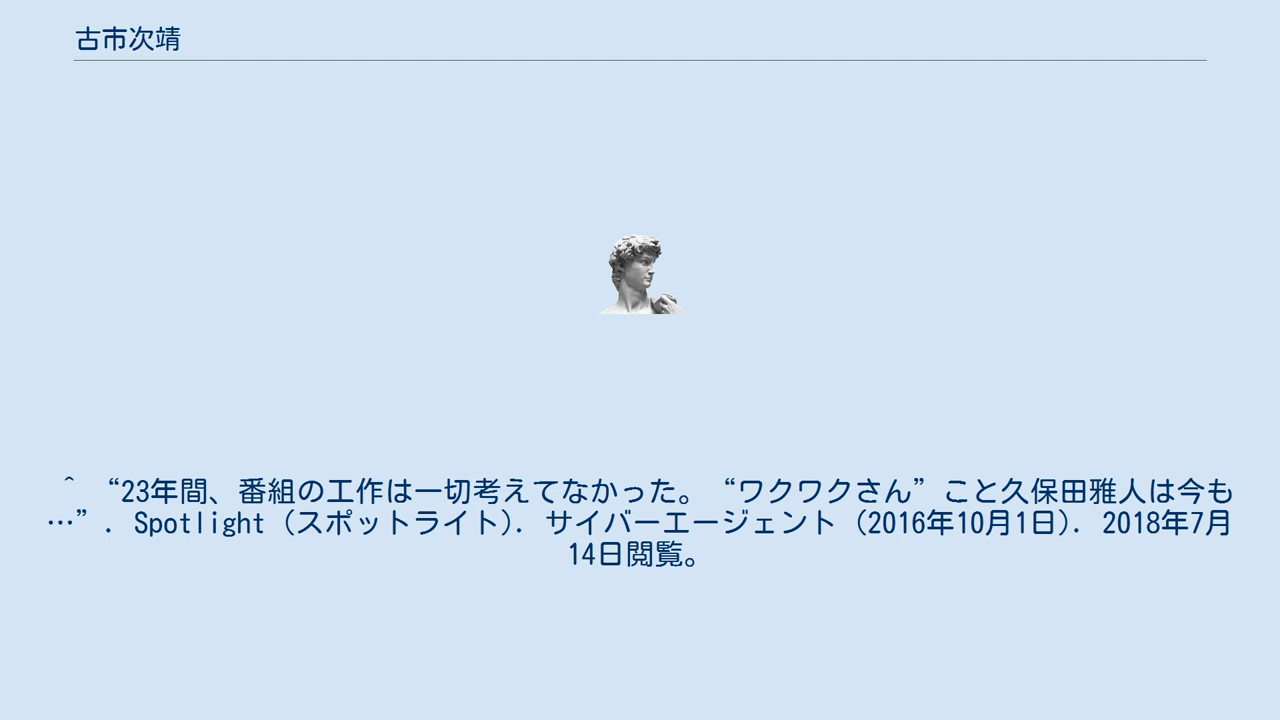 古市次靖
^ “23年間、番組の工作は一切考えてなかった。 “ワクワクさん” こと久保田雅人は今も
…”. Spotlight (スポットライト). サイバーエージェント (2016年10月1日). 2018年7月
14日閲覧。